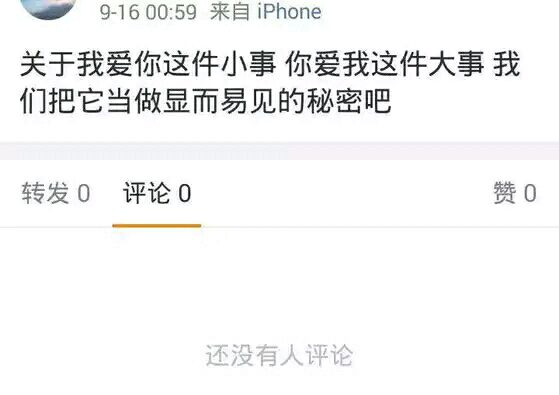 9-16 00:59 来自 iPhone
关于我爱你这件小事 你爱我这件大事 我
们把它当做显而易见的秘密吧
转发 0 评论 0 赞 0
还没有人评论